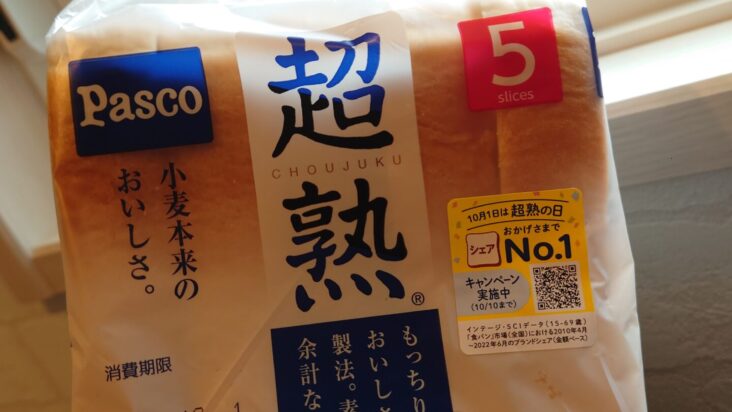 Pasco
超熟
CHOUJUKU
5
slices
小麦本来の
おいしさ。
もっちり
おいしさ
製法。素
余計な
消費期限
10月1日は超熟の日
おかげさまで
シェア
No.1
キャンペーン
実施中
(10/10まで)
インテージ・SCIデータ(15-69歳)
「食パン」市場(全国)における2010年4月
~2022年6月のブランドシェア(金額ベース)